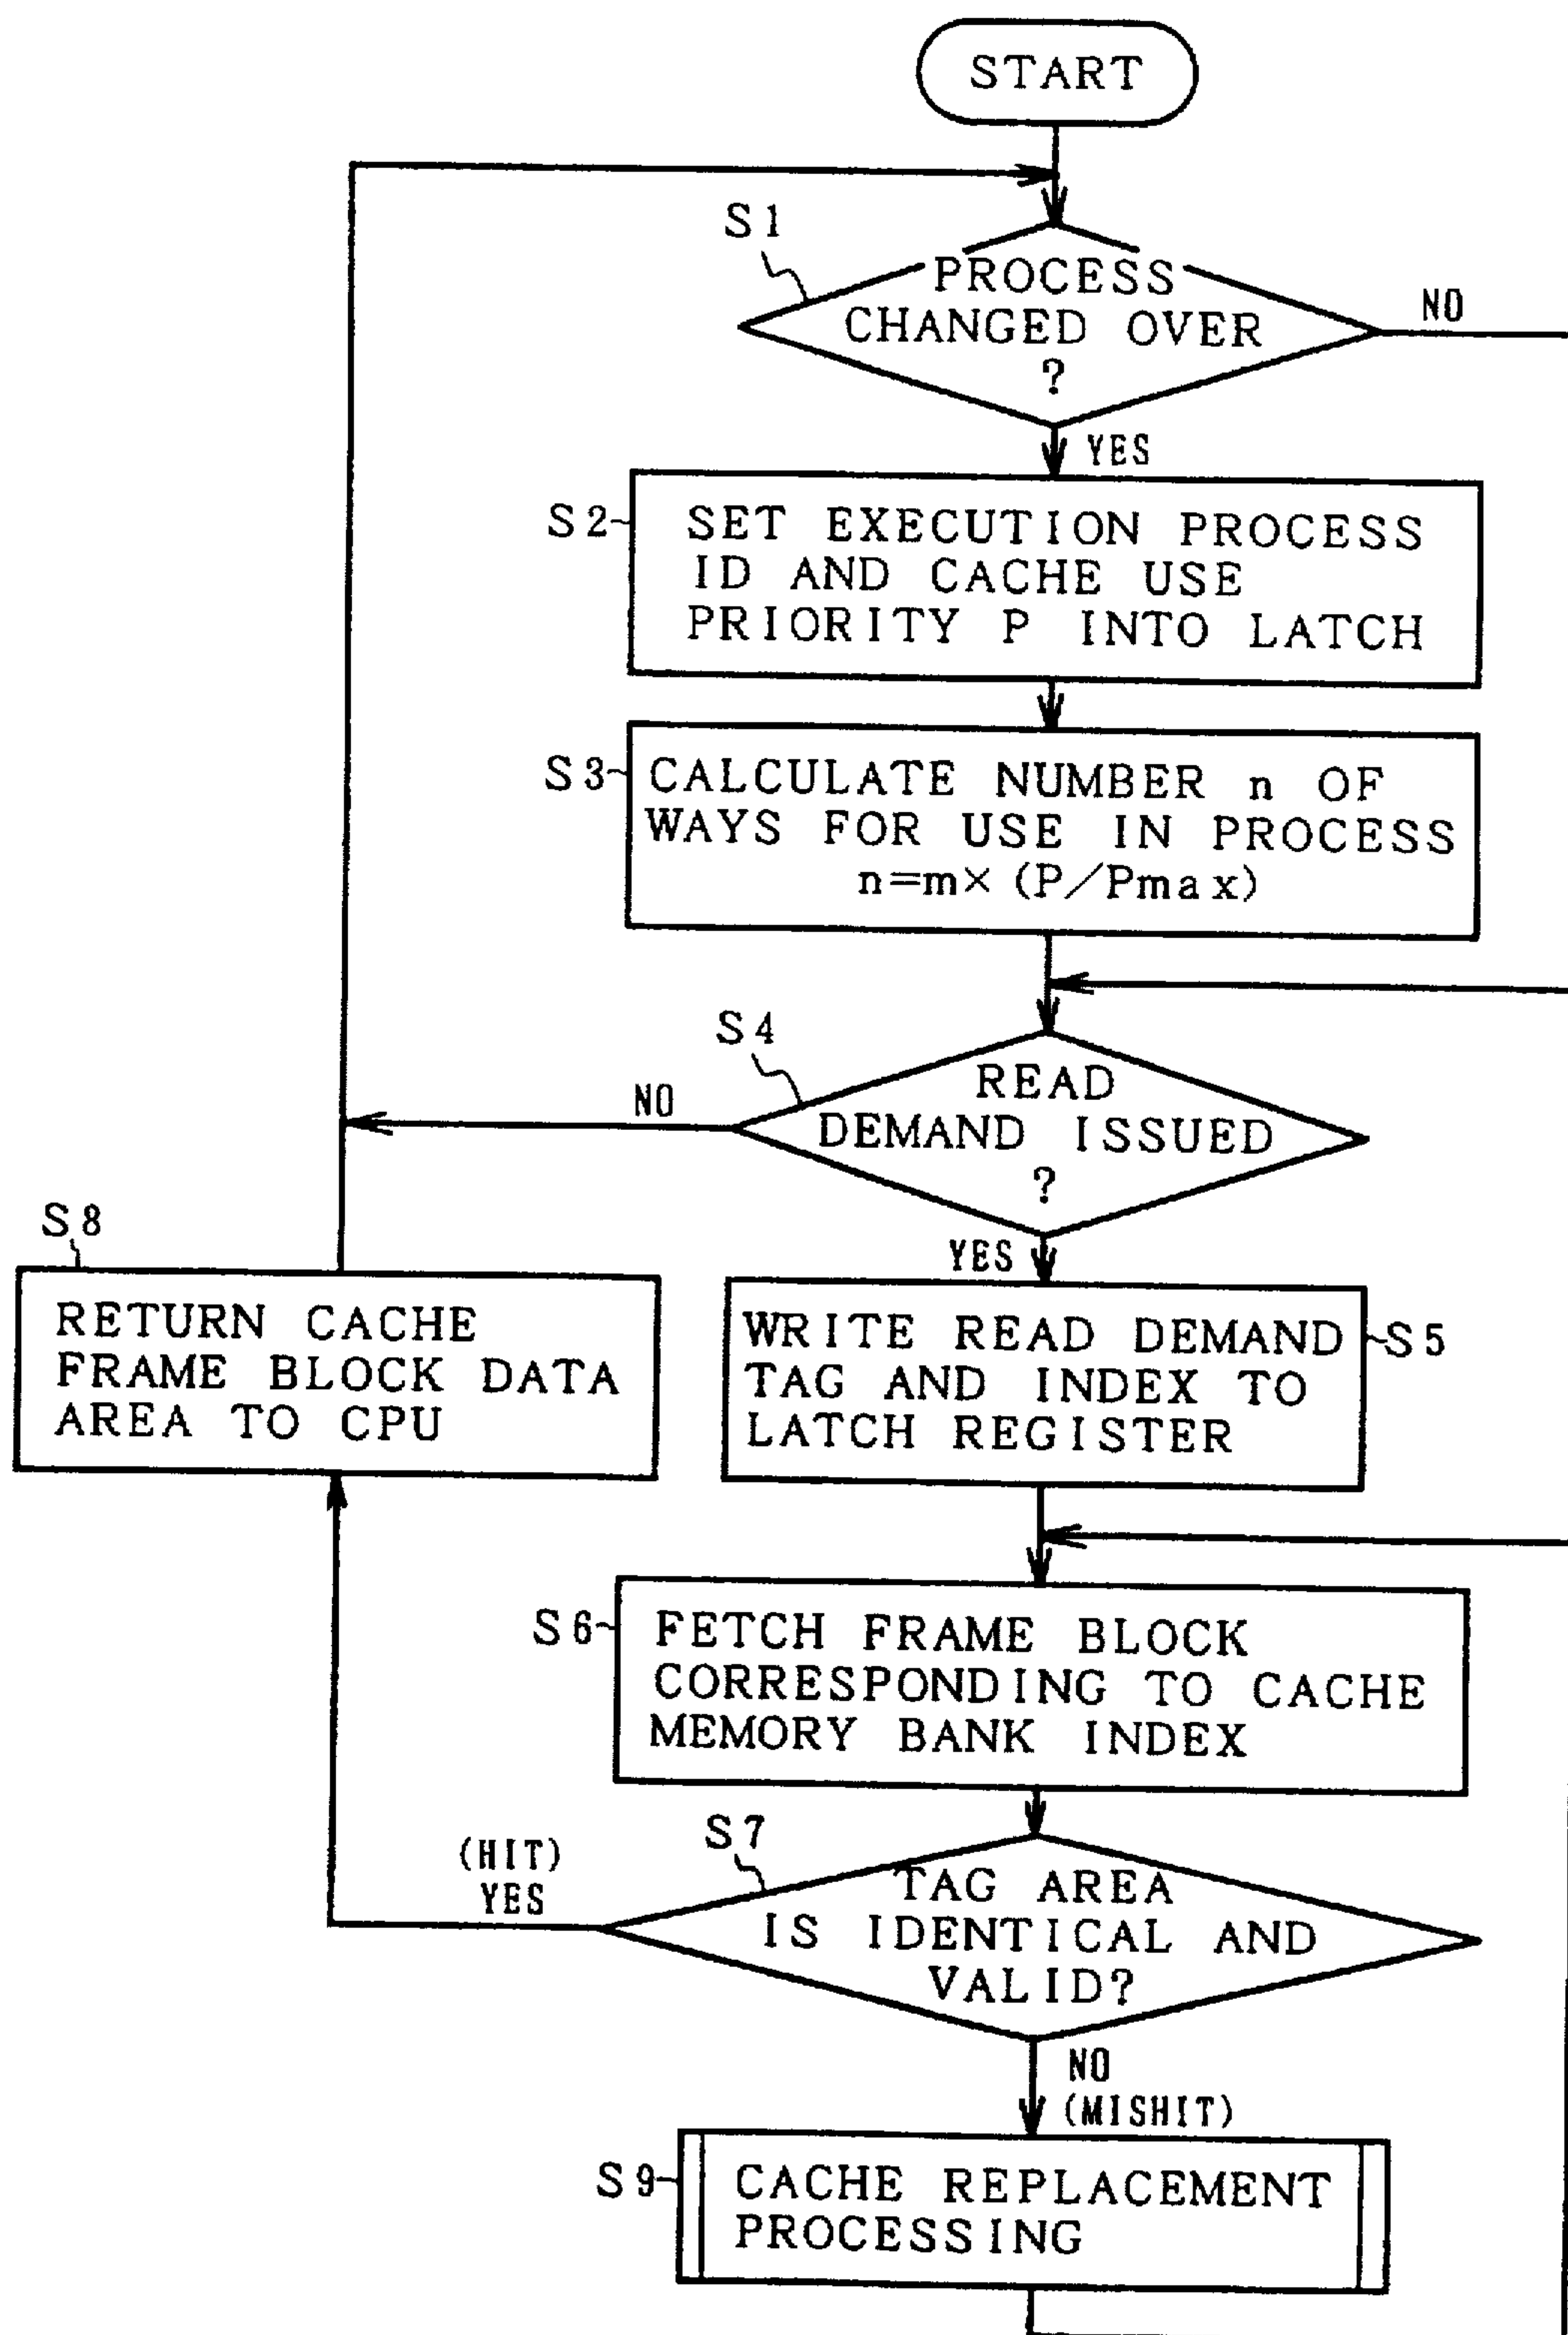 START
S1
PROCESS
CHANGED OVER
?
NO
YES
S2
SET EXECUTION PROCESS
ID AND CACHE USE
PRIORITY P INTO LATCH
S3
CALCULATE NUMBER n OF
WAYS FOR USE IN PROCESS
n=m× (P/Pmax)
S4
READ
DEMAND ISSUED
?
NO
YES
S8
RETURN CACHE
FRAME BLOCK DATA
AREA TO CPU
WRITE READ DEMAND
TAG AND INDEX TO
LATCH REGISTER
S5
S6
FETCH FRAME BLOCK
CORRESPONDING TO CACHE
MEMORY BANK INDEX
S7
TAG AREA
IS IDENTICAL AND
VALID?
(HIT)
YES
NO
(MISHIT)
S9
CACHE REPLACEMENT
PROCESSING